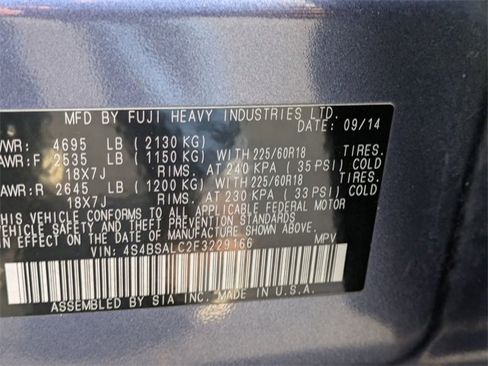 MFD BY FUJI HEAVY INDUSTRIES LTD.
DATE: 09/14
VWR: 4695 LB (2130 KG) TIRES.
AWR:F 2535 LB (1150 KG) WITH 225/60R18
18X7J RIMS. AT 240 KPA ( 35 PSI) COLD
AWR:R 2645 LB (1200 KG) WITH 225/60R18 TIRES.
18X7J RIMS. AT 230 KPA ( 33 PSI) COLD
THIS VEHICLE CONFORMS TO ALL APPLICABLE FEDERAL MOTOR
VEHICLE SAFETY AND THEFT PREVENTION STANDARDS
IN EFFECT ON THE DATE OF MANUFACTURE SHOWN ABOVE.
VIN: 4S4BSALC2F3229166 MPV
ASSEMBLED BY SIA INC. MADE IN U.S.A.